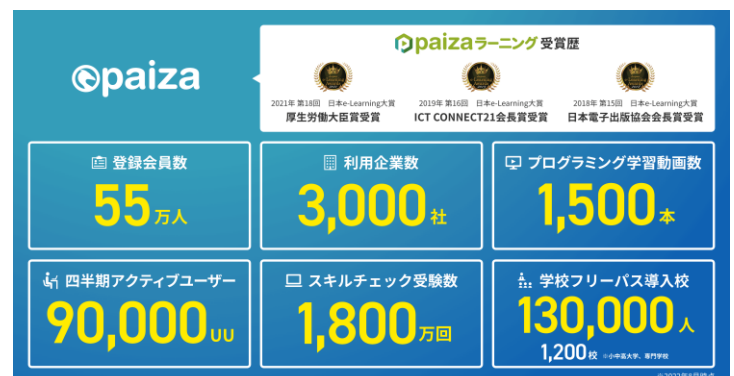 paiza
paizaラーニング 受賞歴
2021年 第18回 日本e-Learning大賞
厚生労働大臣賞受賞
2019年 第16回 日本e-Learning大賞
ICT CONNECT21会長賞受賞
2018年 第15回 日本e-Learning大賞
日本電子出版協会会長賞受賞
登録会員数
55万人
利用企業数
3,000社
プログラミング学習動画数
1,500本
四半期アクティブユーザー
90,000UU
スキルチェック受験数
1,800万回
学校フリーパス導入校
130,000人
1,200校 ※小中高大学、専門学校